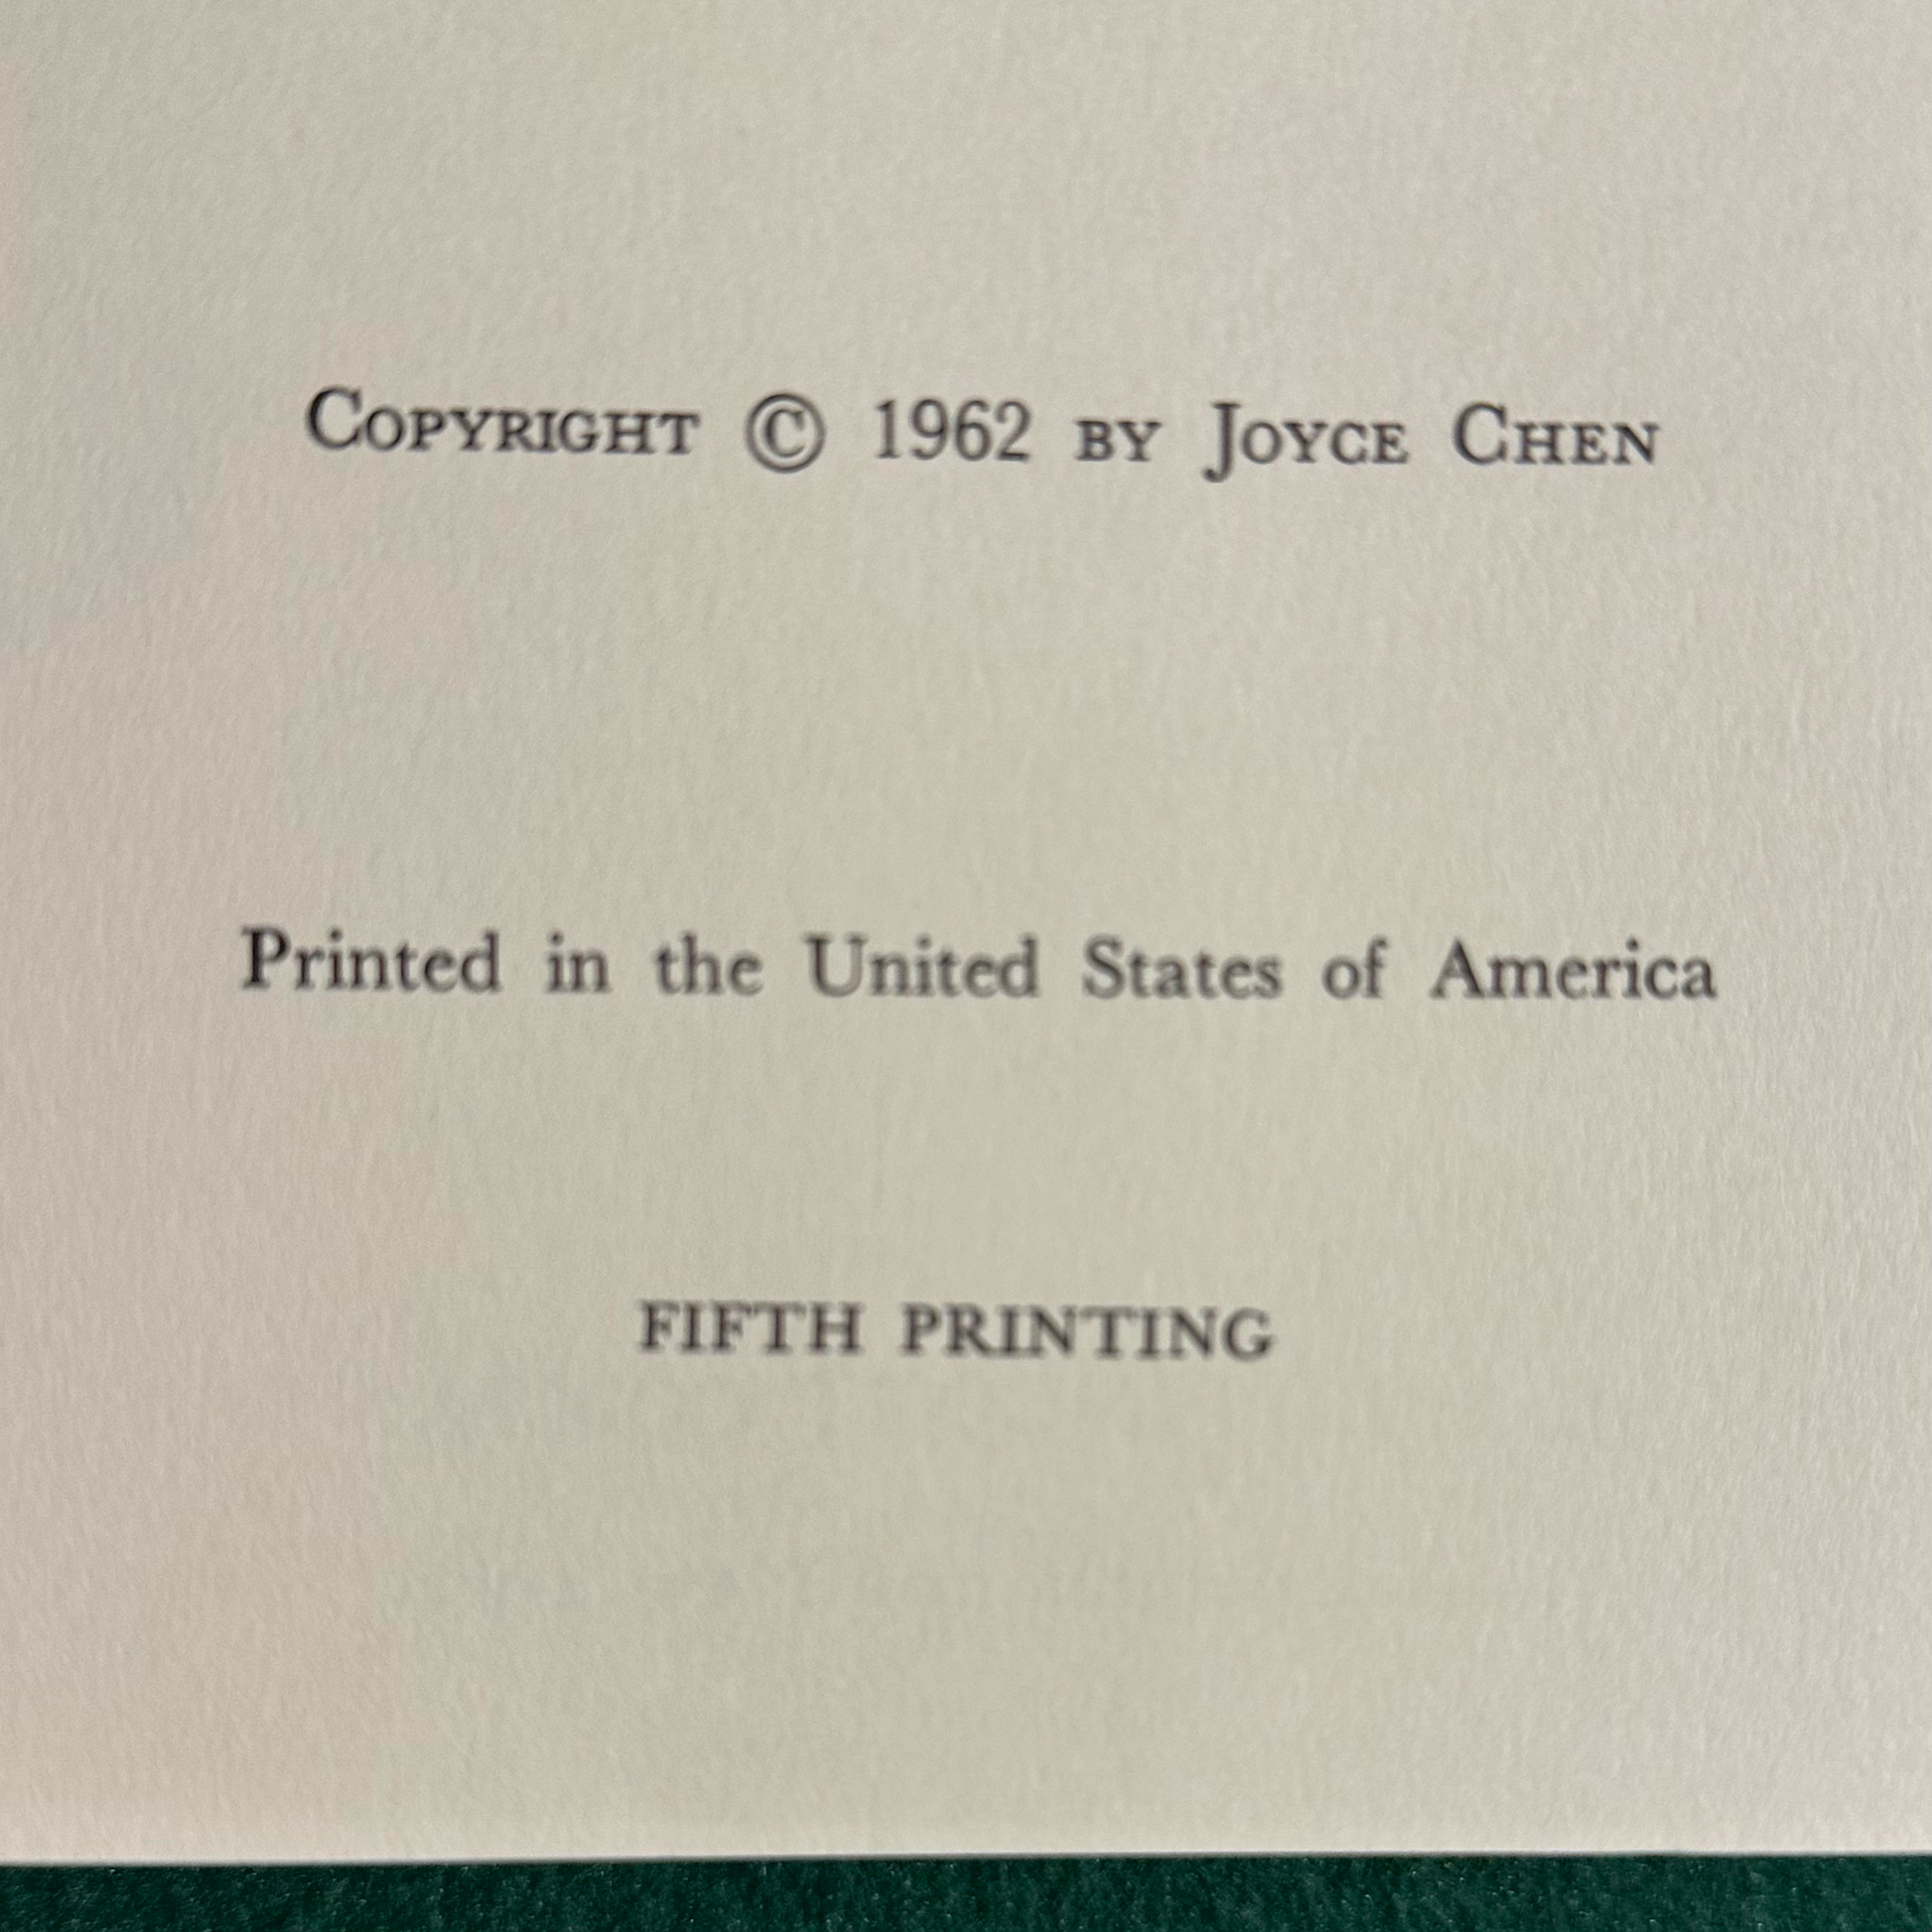 Copyright © 1962 by Joyce Chen
Printed in the United States of America
FIFTH PRINTING